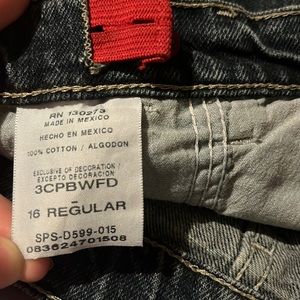 RN 130273
MADE IN MEXICO
HECHO EN MEXICO
100% COTTON / ALGODON
EXCLUSIVE OF DECORATION /
EXCEPTO DECORACION
3CPBWFD
-
16 REGULAR
SPS-D599-015
083624701508